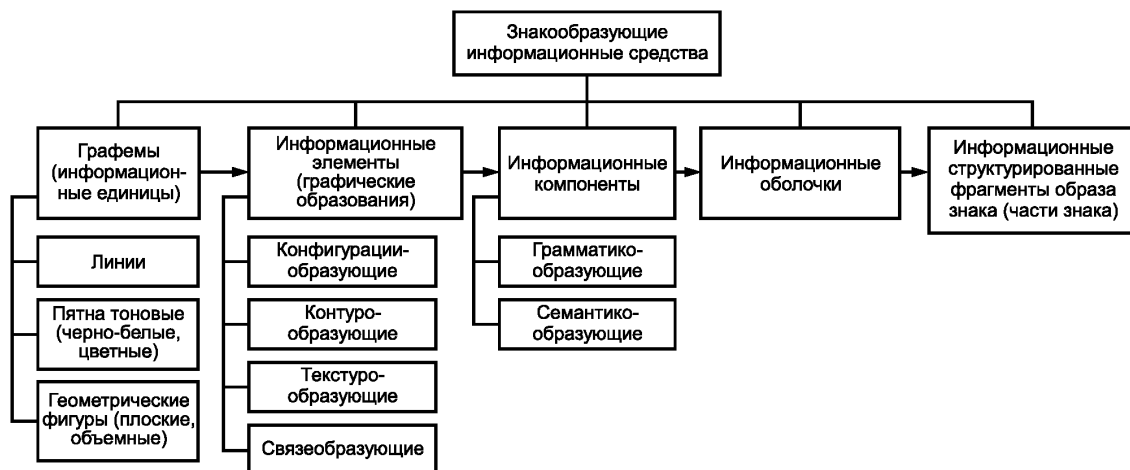 Знакообразующие
информационные средства
Графемы
(информацион-
ные единицы)
Линии
Пятна тоновые
(черно-белые,
цветные)
Геометрические
фигуры (плоские,
объемные)
Информационные
элементы
(графические
образования)
Конфигурации-
образующие
Контуро-
образующие
Текстуро-
образующие
Связеобразующие
Информационные
компоненты
Грамматико-
образующие
Семантико-
образующие
Информационные
оболочки
Информационные
структурированные
фрагменты образа
знака (части знака)